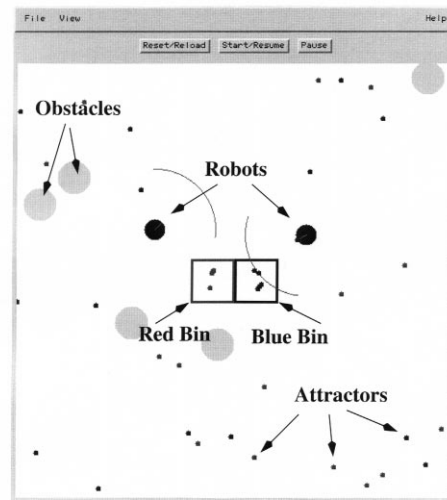 File View Help
Reset/Reload Start/Resume Pause
Obstacles
Robots
Red Bin Blue Bin
Attractors